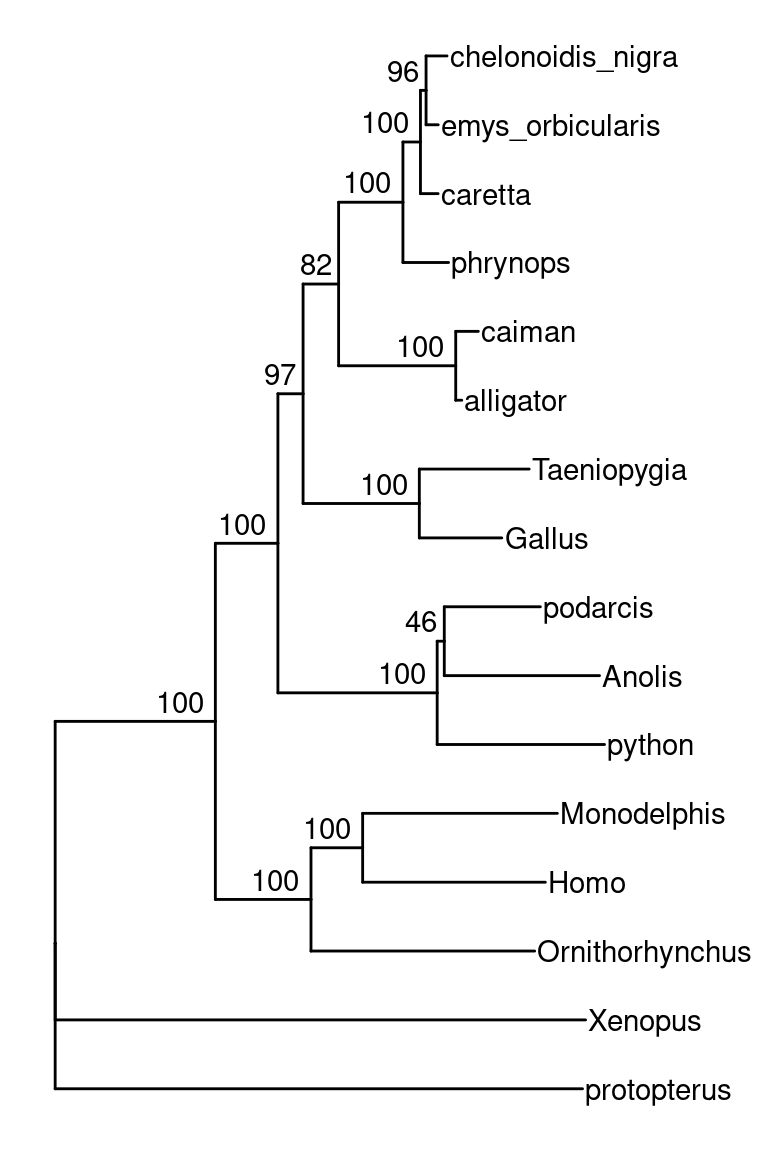 chelonoidis_nigra
96
emys_orbicularis
100
caretta
100
phrynops
82
caiman
100
alligator
97
Taeniopygia
100
Gallus
100
podarcis
46
Anolis
100
python
100
Monodelphis
100
Homo
100
Ornithorhynchus
Xenopus
protopterus